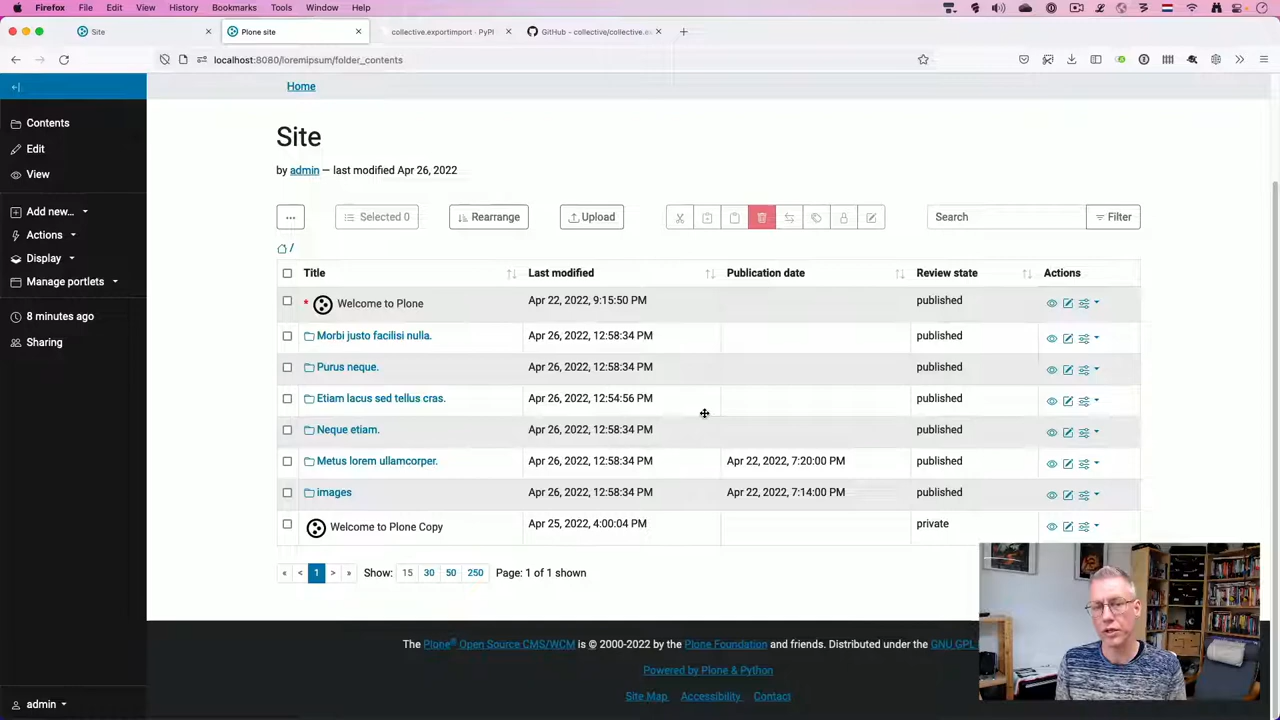 Firefox File Edit View History Bookmarks Tools Window Help
Site Plone site collective.exportimport · PyPI GitHub - collective/collective.e
localhost:8080/loremipsum/folder_contents
Home
Contents
Edit
View
Add new...
Actions
Display
Manage portlets
8 minutes ago
Sharing
admin
Site
by admin — last modified Apr 26, 2022
... Selected 0 Rearrange Upload Search Filter
/
Title Last modified Publication date Review state Actions
* Welcome to Plone Apr 22, 2022, 9:15:50 PM published
Morbi justo facilisi nulla. Apr 26, 2022, 12:58:34 PM published
Purus neque. Apr 26, 2022, 12:58:34 PM published
Etiam lacus sed tellus cras. Apr 26, 2022, 12:54:56 PM published
Neque etiam. Apr 26, 2022, 12:58:34 PM published
Metus lorem ullamcorper. Apr 26, 2022, 12:58:34 PM Apr 22, 2022, 7:20:00 PM published
images Apr 26, 2022, 12:58:34 PM Apr 22, 2022, 7:14:00 PM published
Welcome to Plone Copy Apr 25, 2022, 4:00:04 PM private
« < 1 > » Show: 15 30 50 250 Page: 1 of 1 shown
The Plone® Open Source CMS/WCM is © 2000-2022 by the Plone Foundation and friends. Distributed under the GNU GPL
Powered by Plone & Python
Site Map Accessibility Contact